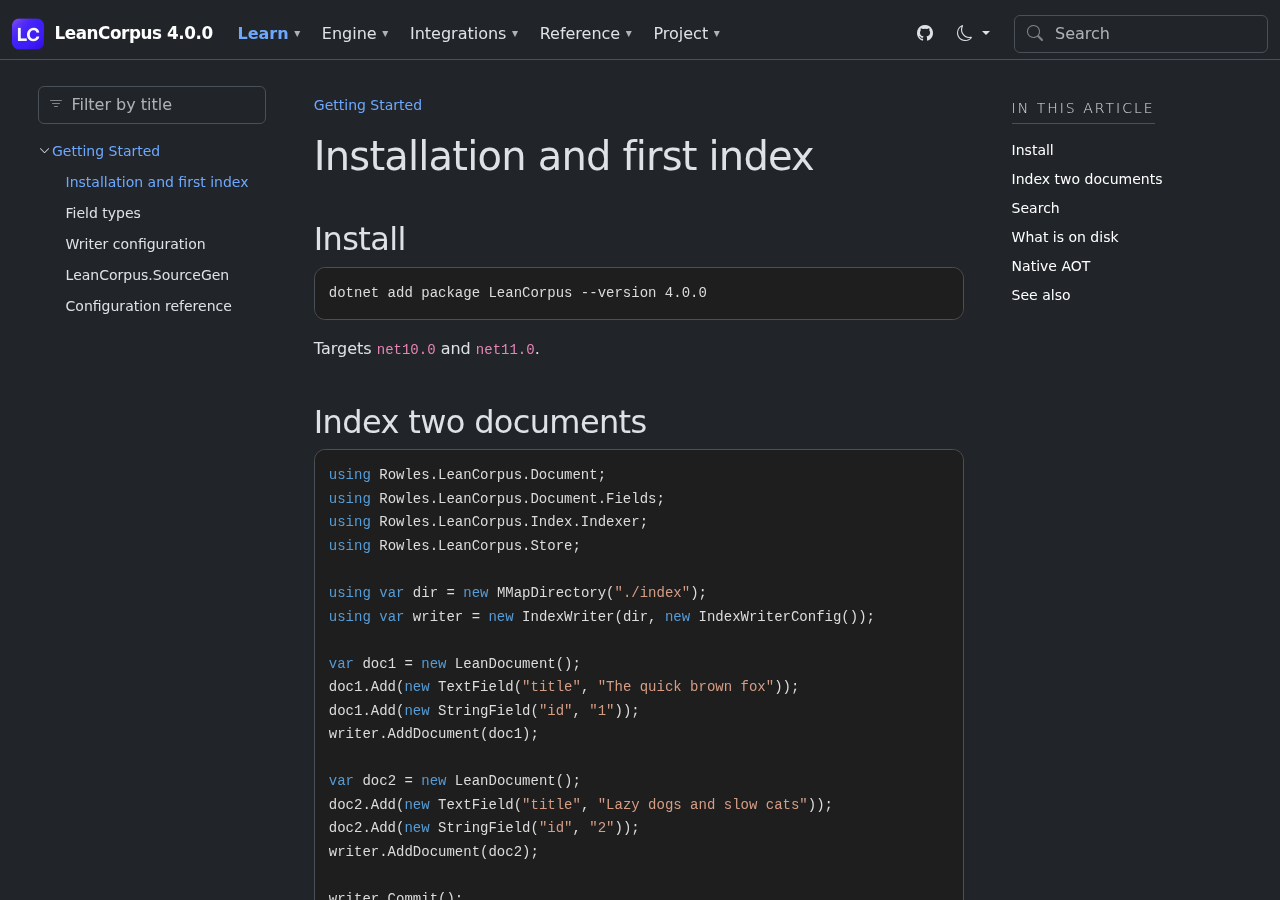 LC LeanCorpus 4.0.0 Learn ▾ Engine ▾ Integrations ▾ Reference ▾ Project ▾ Search
Filter by title
Getting Started
Installation and first index
Field types
Writer configuration
LeanCorpus.SourceGen
Configuration reference
Getting Started
Installation and first index
Install
dotnet add package LeanCorpus --version 4.0.0
Targets net10.0 and net11.0.
Index two documents
using Rowles.LeanCorpus.Document;
using Rowles.LeanCorpus.Document.Fields;
using Rowles.LeanCorpus.Index.Indexer;
using Rowles.LeanCorpus.Store;
using var dir = new MMapDirectory("./index");
using var writer = new IndexWriter(dir, new IndexWriterConfig());
var doc1 = new LeanDocument();
doc1.Add(new TextField("title", "The quick brown fox"));
doc1.Add(new StringField("id", "1"));
writer.AddDocument(doc1);
var doc2 = new LeanDocument();
doc2.Add(new TextField("title", "Lazy dogs and slow cats"));
doc2.Add(new StringField("id", "2"));
writer.AddDocument(doc2);
writer.Commit();
IN THIS ARTICLE
Install
Index two documents
Search
What is on disk
Native AOT
See also